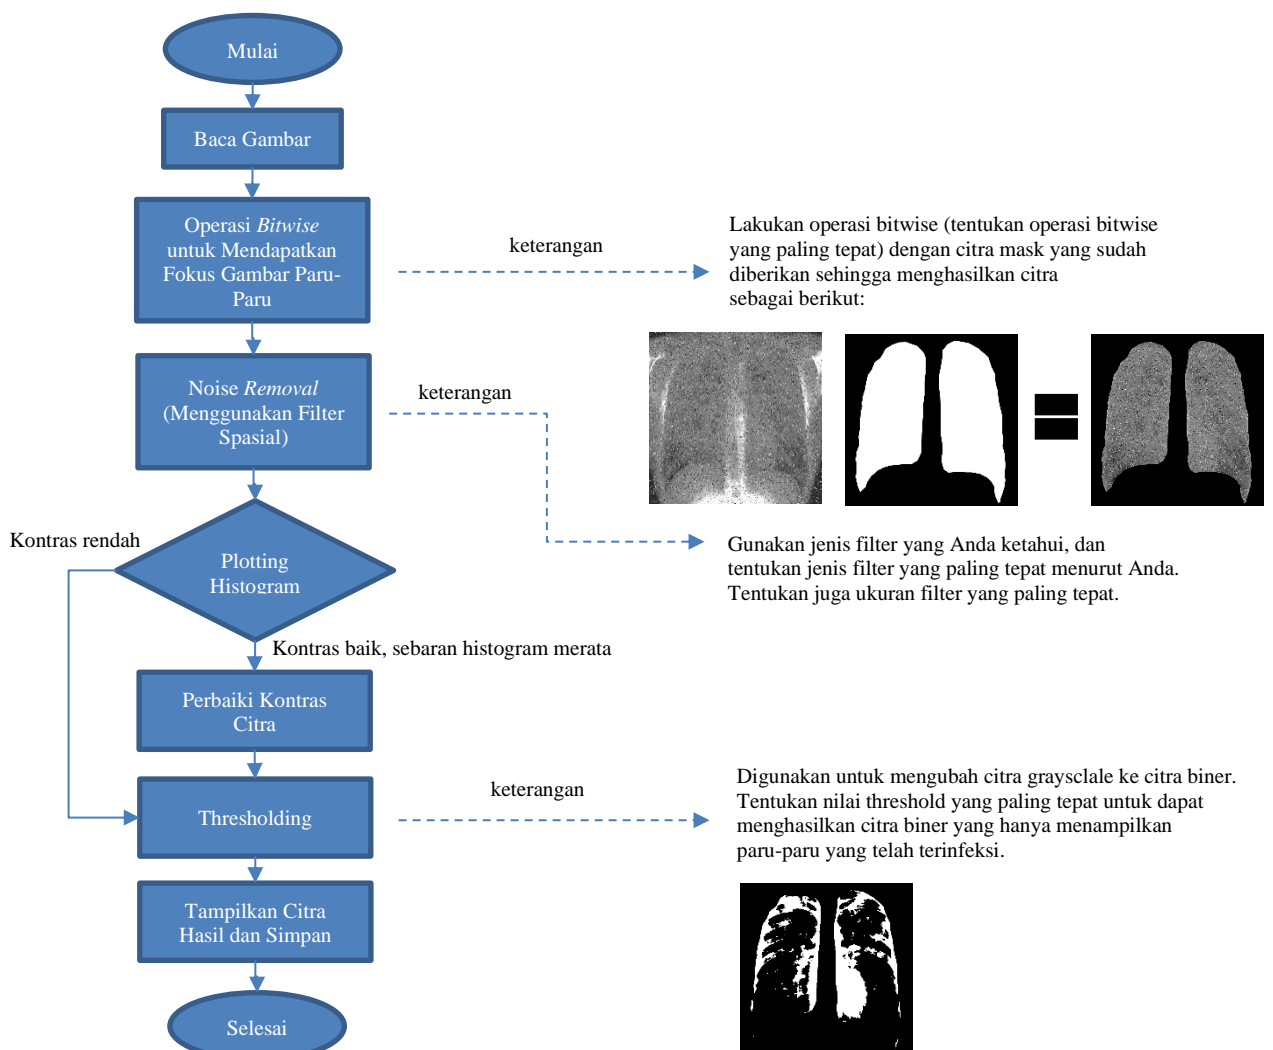 Mulai
Baca Gambar
Operasi Bitwise
untuk Mendapatkan
Fokus Gambar Paru-
Paru
keterangan
Lakukan operasi bitwise (tentukan operasi bitwise
yang paling tepat) dengan citra mask yang sudah
diberikan sehingga menghasilkan citra
sebagai berikut:
Noise Removal
(Menggunakan Filter
Spasial)
keterangan
Gunakan jenis filter yang Anda ketahui, dan
tentukan jenis filter yang paling tepat menurut Anda.
Tentukan juga ukuran filter yang paling tepat.
Kontras rendah
Plotting
Histogram
Kontras baik, sebaran histogram merata
Perbaiki Kontras
Citra
Thresholding
keterangan
Digunakan untuk mengubah citra graysclale ke citra biner.
Tentukan nilai threshold yang paling tepat untuk dapat
menghasilkan citra biner yang hanya menampilkan
paru-paru yang telah terinfeksi.
Tampilkan Citra
Hasil dan Simpan
Selesai